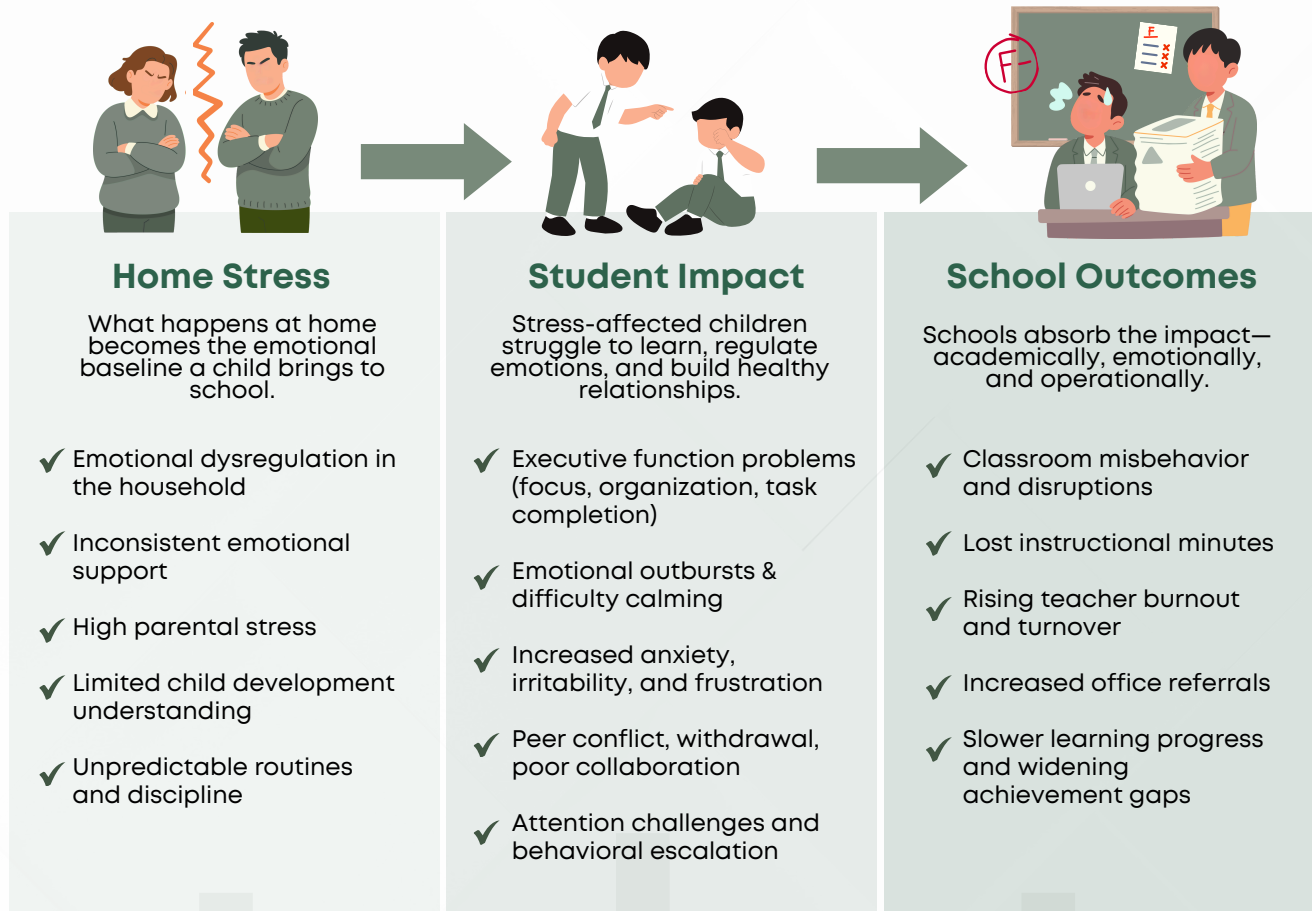 F-
F
Home Stress
What happens at home
becomes the emotional
baseline a child brings to
school.
Emotional dysregulation in
the household
Inconsistent emotional
support
High parental stress
Limited child development
understanding
Unpredictable routines
and discipline
Student Impact
Stress-affected children
struggle to learn, regulate
emotions, and build healthy
relationships.
Executive function problems
(focus, organization, task
completion)
Emotional outbursts &
difficulty calming
Increased anxiety,
irritability, and frustration
Peer conflict, withdrawal,
poor collaboration
Attention challenges and
behavioral escalation
School Outcomes
Schools absorb the impact—
academically, emotionally,
and operationally.
Classroom misbehavior
and disruptions
Lost instructional minutes
Rising teacher burnout
and turnover
Increased office referrals
Slower learning progress
and widening
achievement gaps